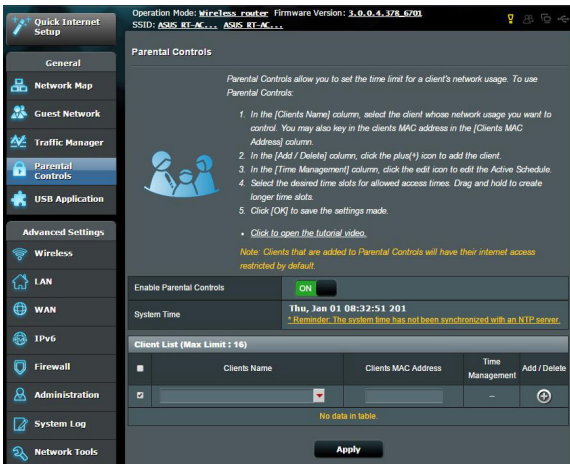 Quick Internet
Setup
Operation Mode: Wireless router Firmware Version: 3.0.0.4.378_6701
SSID: ASUS RT-AC... ASUS RT-AC...
General
Network Map
Guest Network
Traffic Manager
Parental
Controls
USB Application
Advanced Settings
Wireless
LAN
WAN
IPv6
Firewall
Administration
System Log
Network Tools
Parental Controls
Parental Controls allow you to set the time limit for a client's network usage. To use
Parental Controls:
1. In the [Clients Name] column, select the client whose network usage you want to
control. You may also key in the clients MAC address in the [Clients MAC
Address] column.
2. In the [Add / Delete] column, click the plus(+) icon to add the client.
3. In the [Time Management] column, click the edit icon to edit the Active Schedule.
4. Select the desired time slots for allowed access times. Drag and hold to create
longer time slots.
5. Click [OK] to save the settings made.
• Click to open the tutorial video.
Note: Clients that are added to Parental Controls will have their internet access
restricted by default.
Enable Parental Controls ON
System Time Thu, Jan 01 08:32:51 201
* Reminder: The system time has not been synchronized with an NTP server.
Client List (Max Limit : 16)
Clients Name Clients MAC Address Time
Management Add / Delete
–
No data in table.
Apply